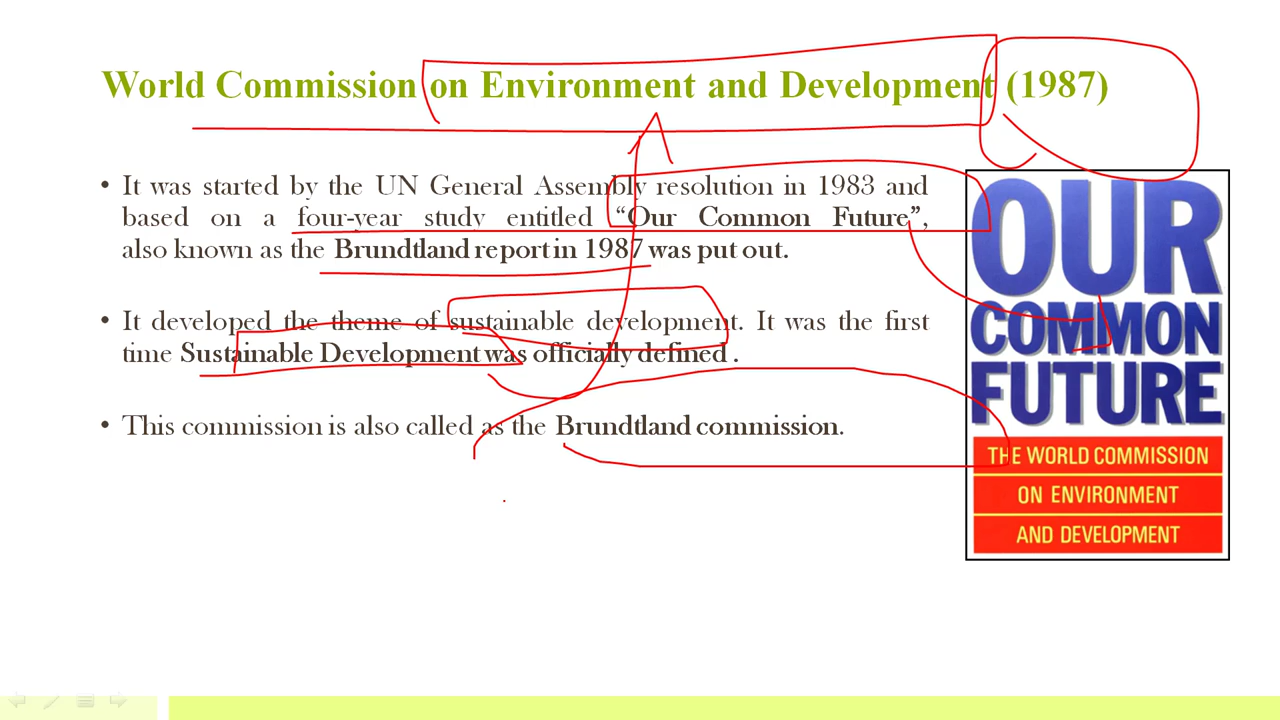 World Commission on Environment and Development (1987)
• It was started by the UN General Assembly resolution in 1983 and
based on a four-year study entitled “Our Common Future”,
also known as the Brundtland report in 1987 was put out.
• It developed the theme of sustainable development. It was the first
time Sustainable Development was officially defined .
• This commission is also called as the Brundtland commission.
OUR
COMMON
FUTURE
THE WORLD COMMISSION
ON ENVIRONMENT
AND DEVELOPMENT